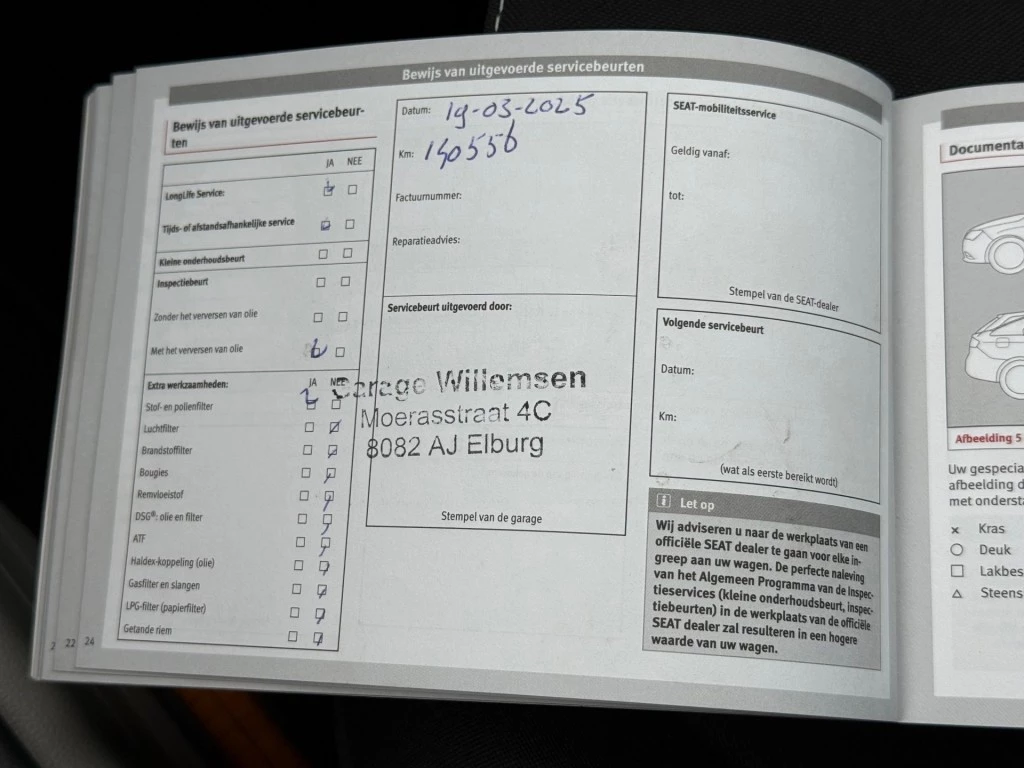 Bewijs van uitgevoerde servicebeurten
Bewijs van uitgevoerde servicebeur-
ten
JA NEE
LongLife Service:
Tijds- of afstandsafhankelijke service
Kleine onderhoudsbeurt
Inspectiebeurt
Zonder het verversen van olie
Met het verversen van olie
Extra werkzaamheden: JA NEE
Stof- en pollenfilter
Luchtfilter
Brandstoffilter
Bougies
Remvloeistof
DSG®: olie en filter
ATF
Haldex-koppeling (olie)
Gasfilter en slangen
LPG-filter (papierfilter)
Getande riem
2 22 24
Datum: 19-03-2025
Km: 140556
Factuurnummer:
Reparatieadvies:
Servicebeurt uitgevoerd door:
Garage Willemsen
Moerasstraat 4C
8082 AJ Elburg
Stempel van de garage
SEAT-mobiliteitsservice
Geldig vanaf:
tot:
Stempel van de SEAT-dealer
Volgende servicebeurt
Datum:
Km:
(wat als eerste bereikt wordt)
i Let op
Wij adviseren u naar de werkplaats van een
officiële SEAT dealer te gaan voor elke in-
greep aan uw wagen. De perfecte naleving
van het Algemeen Programma van de Inspec-
tieservices (kleine onderhoudsbeurt, inspec-
tiebeurten) in de werkplaats van de officiële
SEAT dealer zal resulteren in een hogere
waarde van uw wagen.
Documenta
Afbeelding 5
Uw gespecia
afbeelding d
met onderst
x Kras
○ Deuk
□ Lakbes
△ Steens